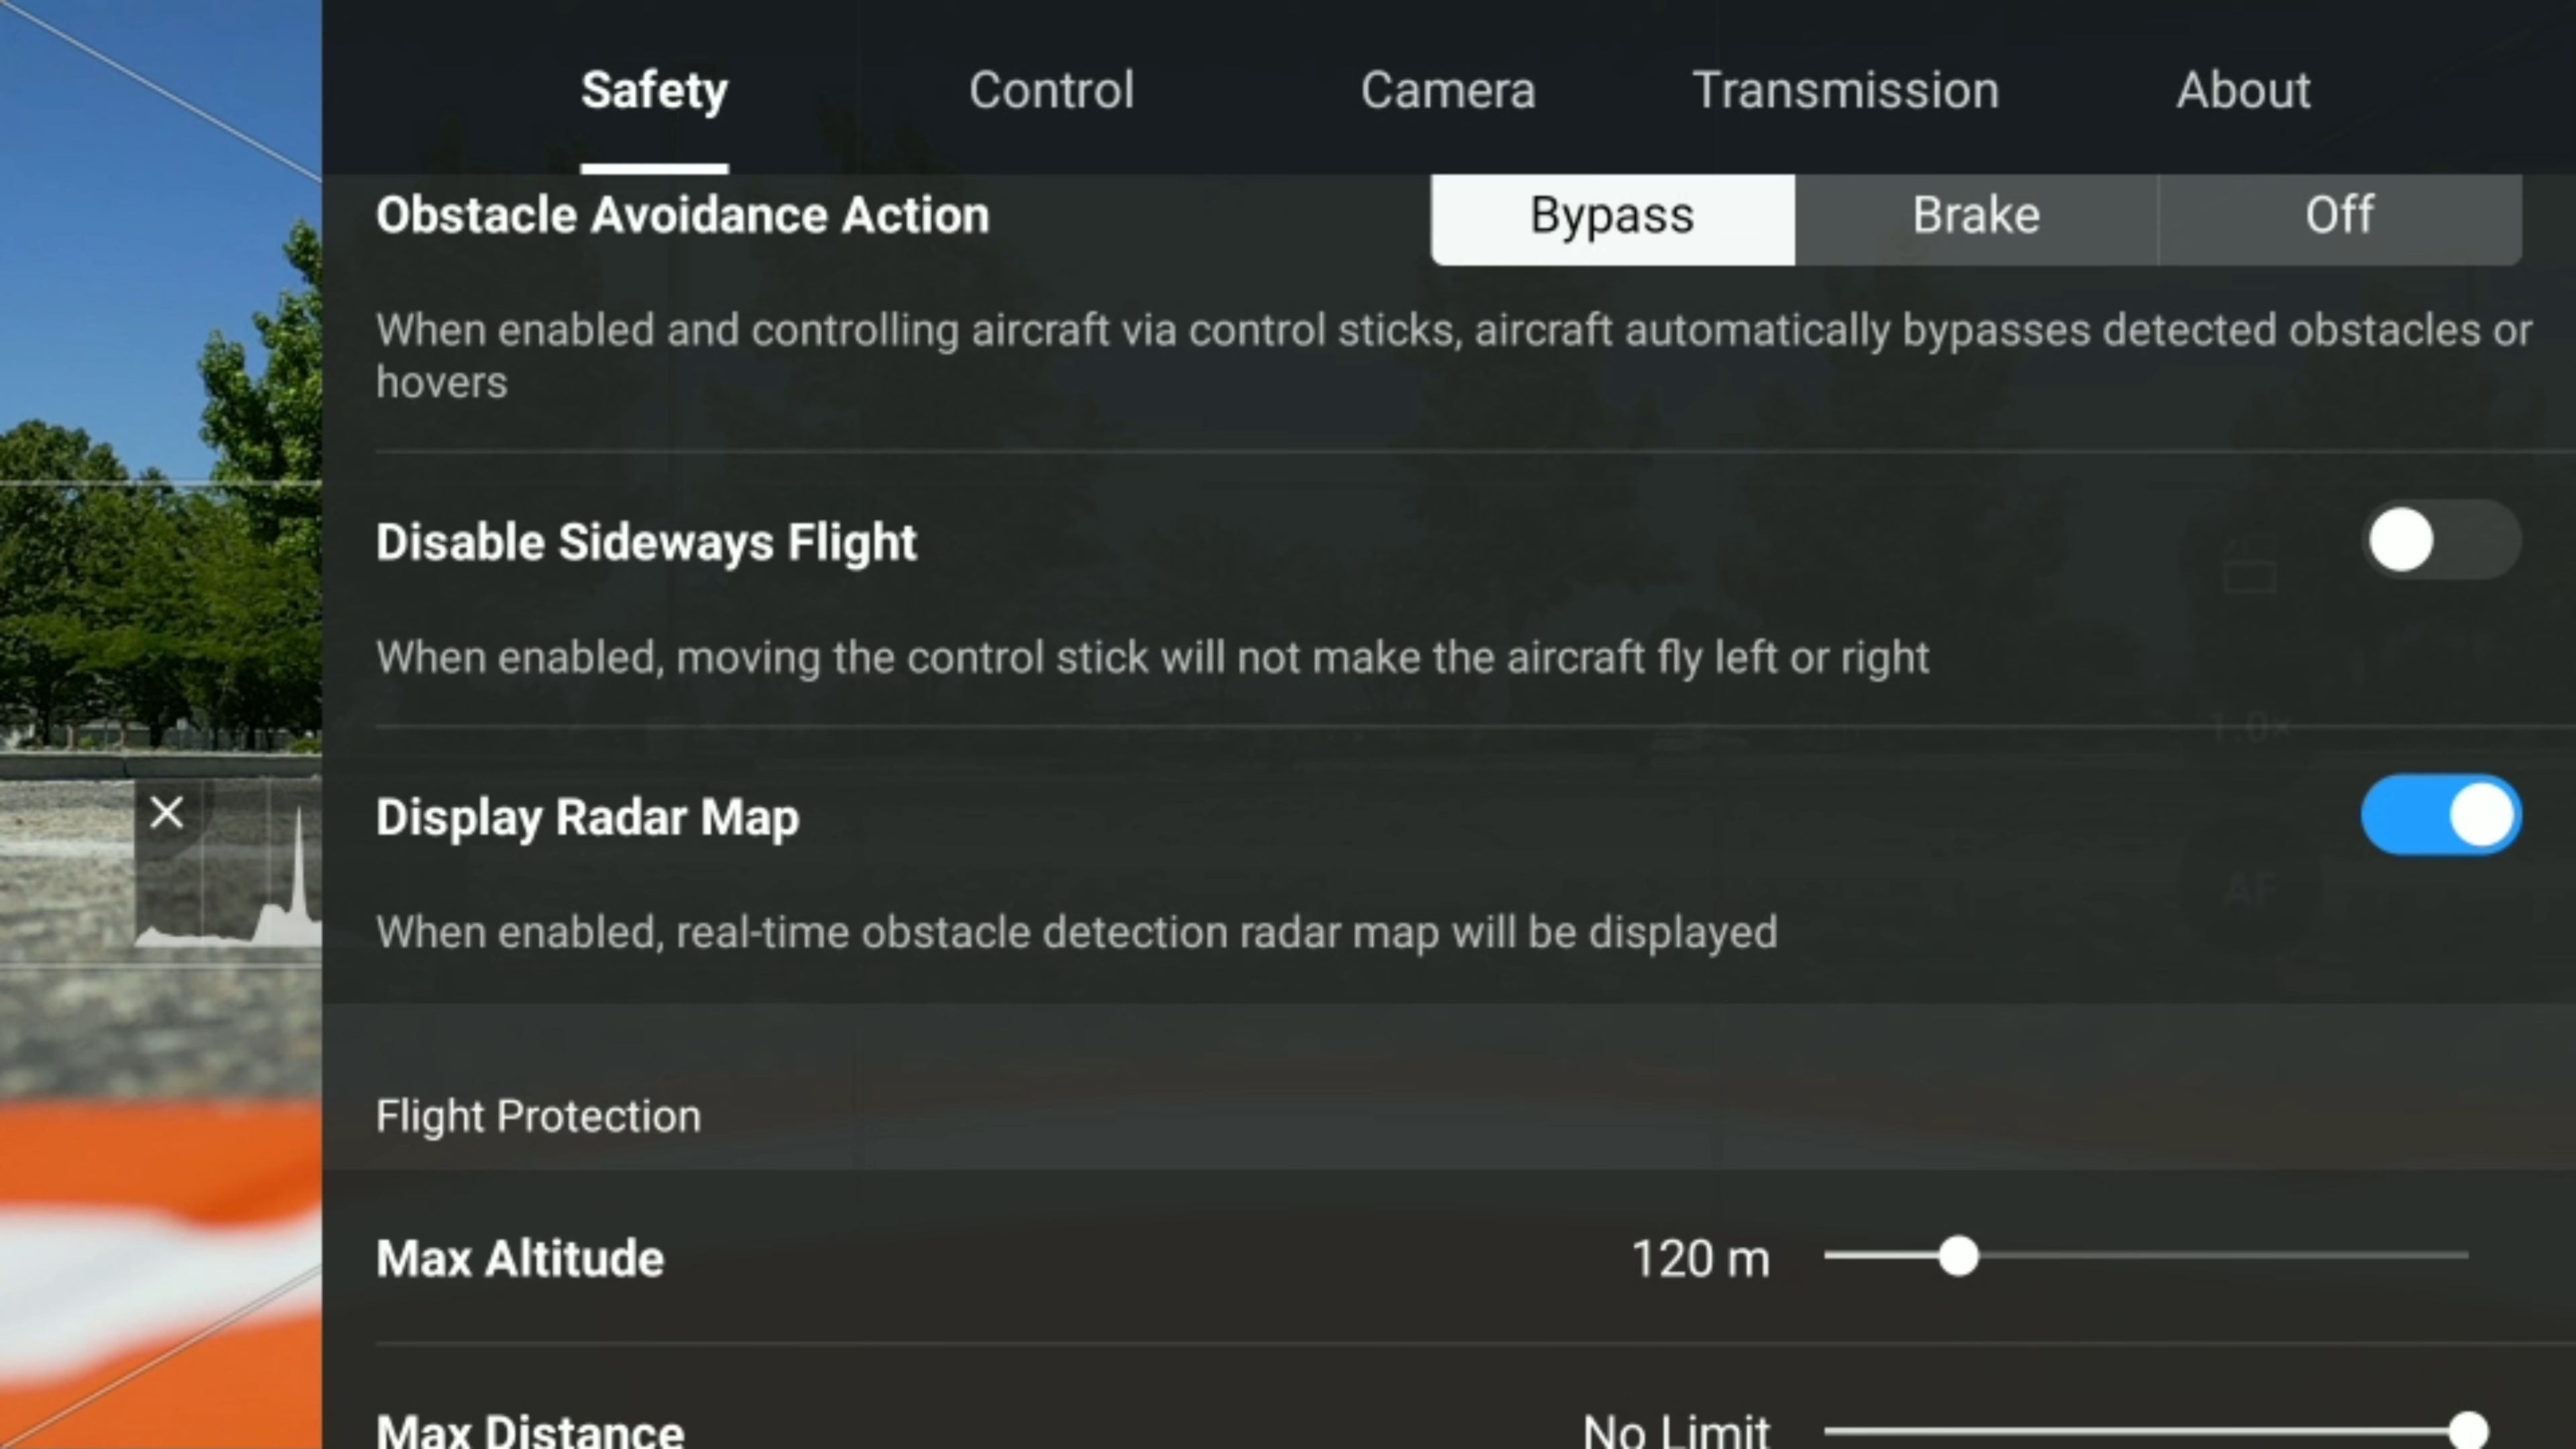 Safety Control Camera Transmission About
Obstacle Avoidance Action Bypass Brake Off
When enabled and controlling aircraft via control sticks, aircraft automatically bypasses detected obstacles or
hovers
Disable Sideways Flight
When enabled, moving the control stick will not make the aircraft fly left or right
1.0×
Display Radar Map
AF
When enabled, real-time obstacle detection radar map will be displayed
Flight Protection
Max Altitude 120 m
Max Distance No Limit